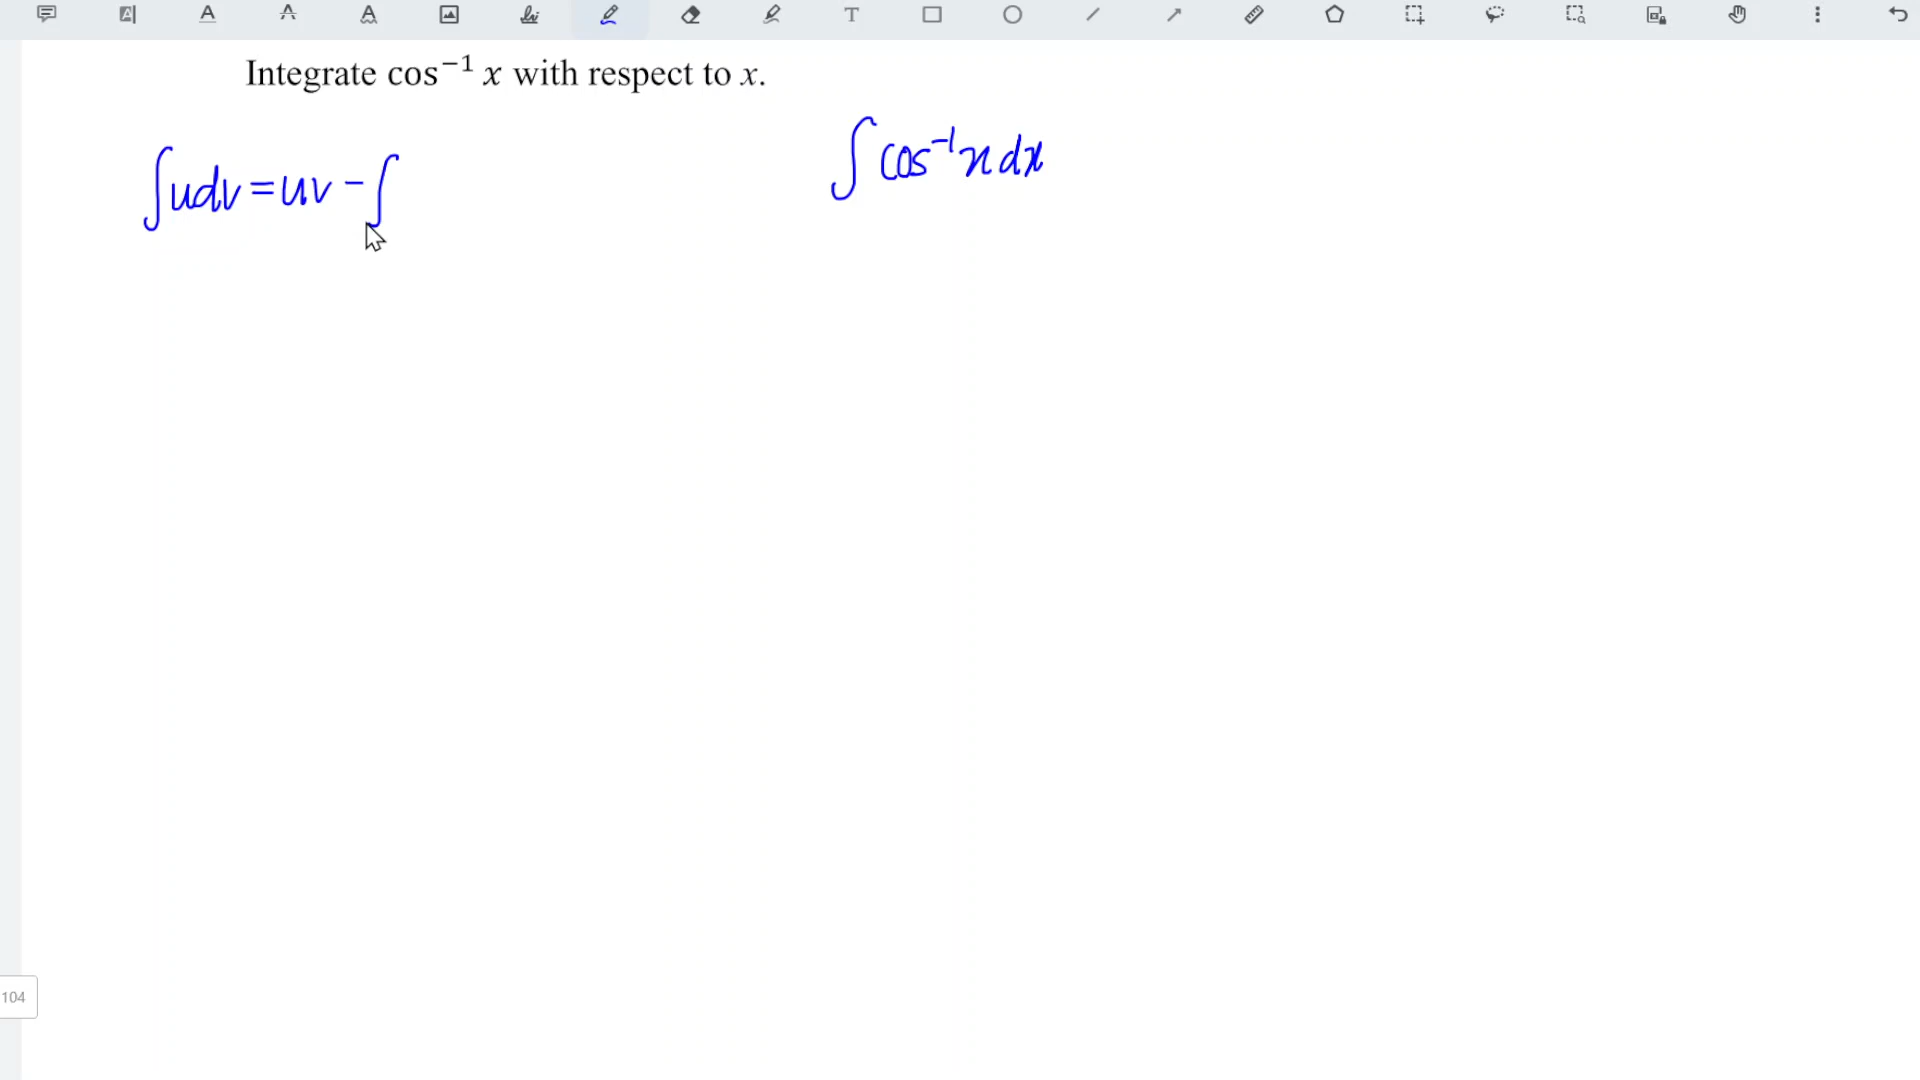 Integrate cos⁻¹ x with respect to x.
∫udv = uv - ∫
∫cos⁻¹x dx
104